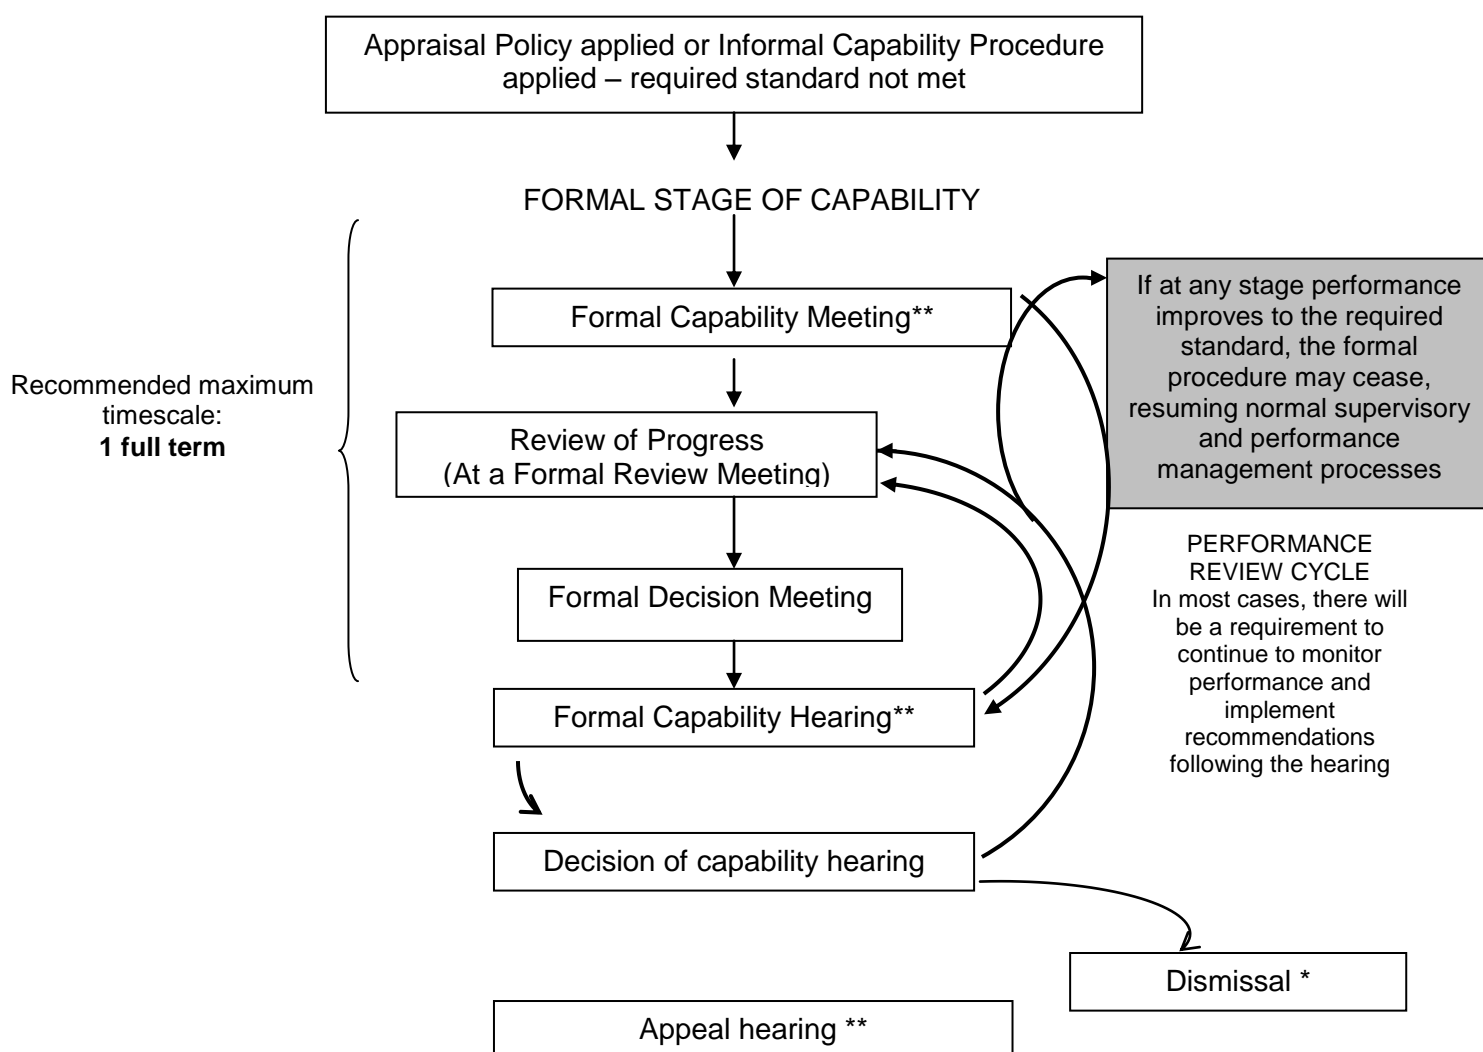 Appraisal Policy applied or Informal Capability Procedure
applied – required standard not met
FORMAL STAGE OF CAPABILITY
Formal Capability Meeting**
If at any stage performance
improves to the required
standard, the formal
procedure may cease,
resuming normal supervisory
and performance
management processes
Recommended maximum
timescale:
1 full term
Review of Progress
(At a Formal Review Meeting)
PERFORMANCE
REVIEW CYCLE
In most cases, there will
be a requirement to
continue to monitor
performance and
implement
recommendations
following the hearing
Formal Decision Meeting
Formal Capability Hearing**
Decision of capability hearing
Dismissal *
Appeal hearing **